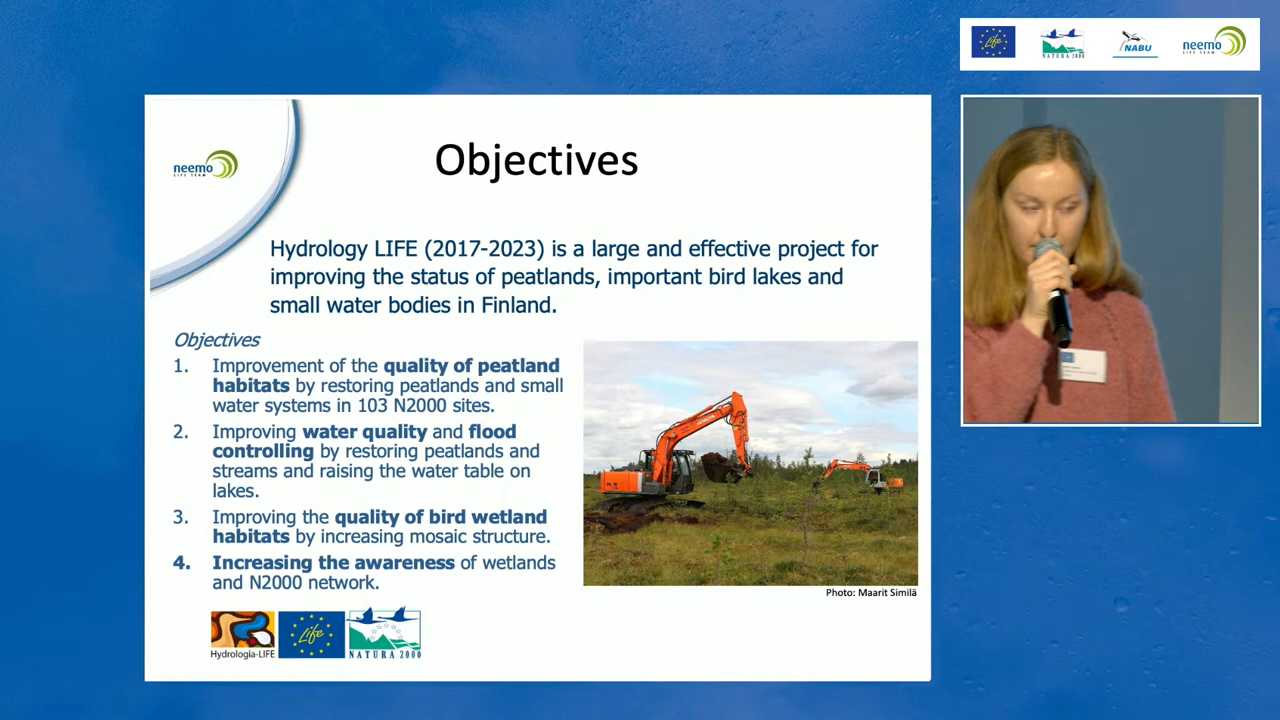 Life
NATURA 2000
NABU
neemo
LIFE TEAM
neemo
LIFE TEAM
Objectives
Hydrology LIFE (2017-2023) is a large and effective project for
improving the status of peatlands, important bird lakes and
small water bodies in Finland.
Objectives
1. Improvement of the quality of peatland
habitats by restoring peatlands and small
water systems in 103 N2000 sites.
2. Improving water quality and flood
controlling by restoring peatlands and
streams and raising the water table on
lakes.
3. Improving the quality of bird wetland
habitats by increasing mosaic structure.
4. Increasing the awareness of wetlands
and N2000 network.
HITACHI
Photo: Maarit Similä
Hydrologia-LIFE
Life
NATURA 2000